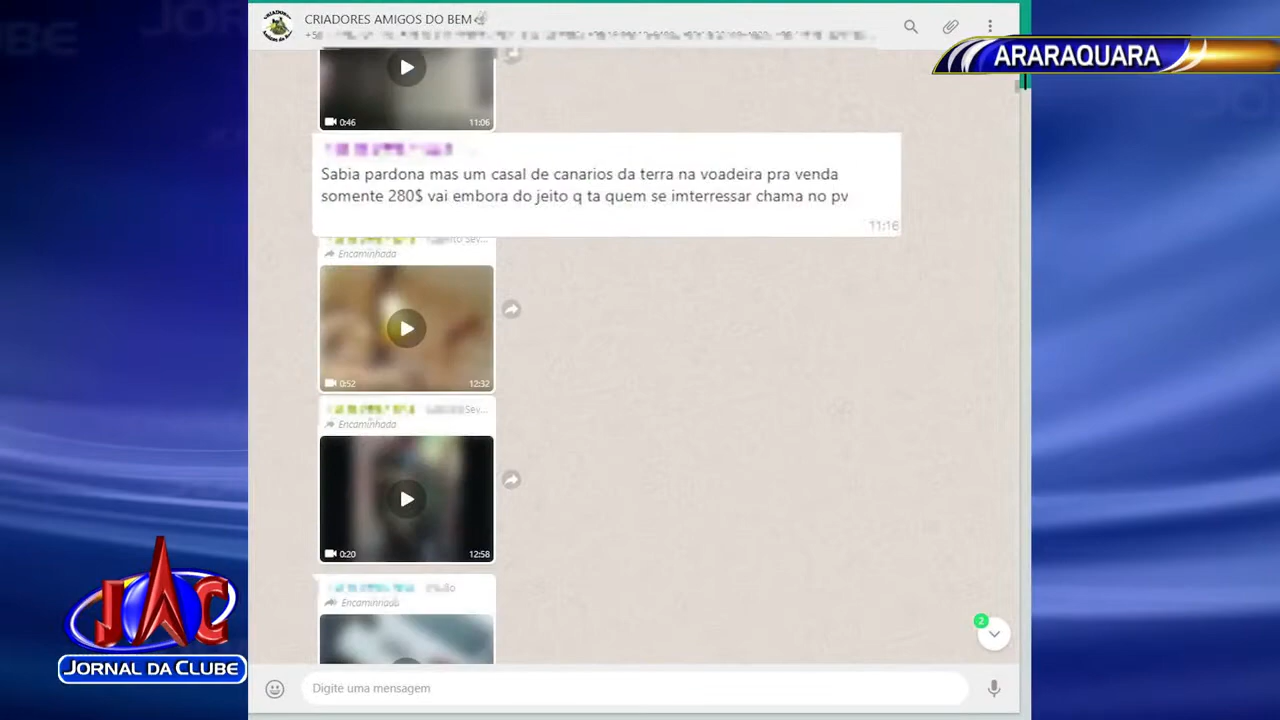 CRIADORES AMIGOS DO BEM
ARARAQUARA
0:46 11:06
Sabia pardona mas um casal de canarios da terra na voadeira pra venda
somente 280$ vai embora do jeito q ta quem se imterressar chama no pv
11:16
Encaminhada
0:52 12:32
Sev...
Encaminhada
0:20 12:58
Encaminhada
2
Digite uma mensagem
JAC
JORNAL DA CLUBE